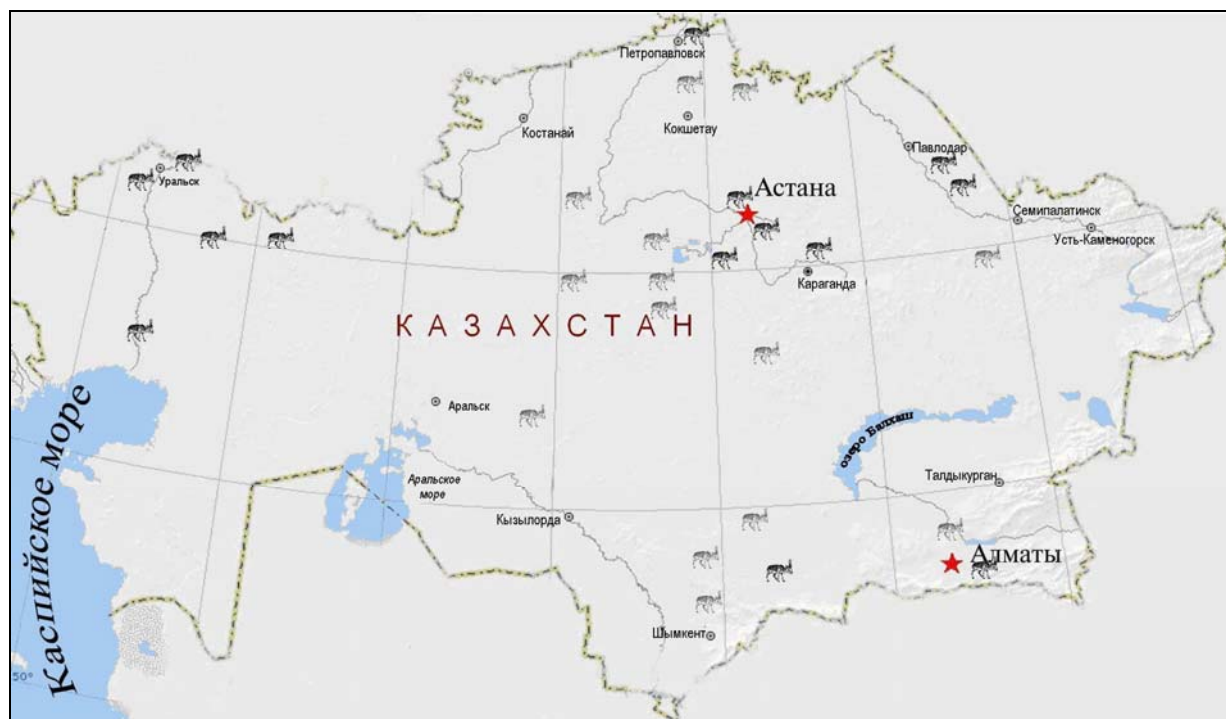 Петропавловск
Костанай
Кокшетау
Павлодар
Уральск
Астана
Семипалатинск
Усть-Каменогорск
Караганда
КАЗАХСТАН
Каспийское море
Аральск
озеро Балхаш
Талдыкурган
Аральское
море
Кызылорда
Алматы
Шымкент
50°